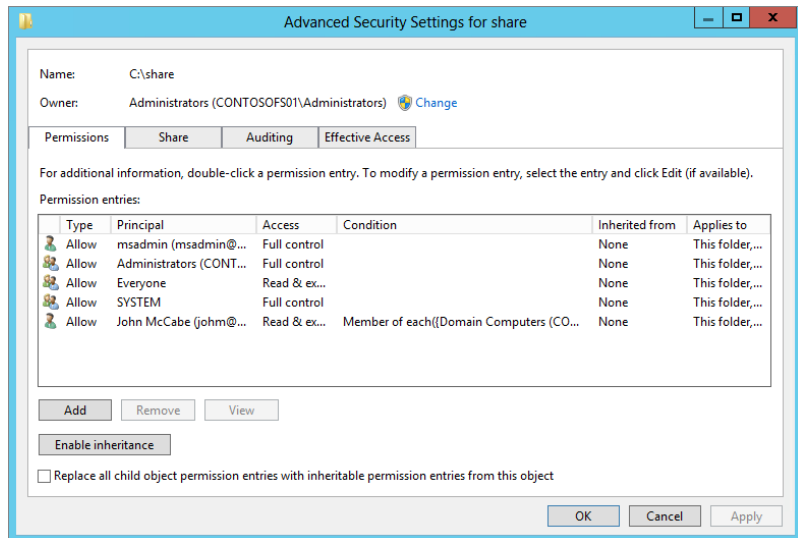 Advanced Security Settings for share
Name: C:\share
Owner: Administrators (CONTOSOFS01\Administrators) Change
Permissions Share Auditing Effective Access
For additional information, double-click a permission entry. To modify a permission entry, select the entry and click Edit (if available).
Permission entries:
Type Principal Access Condition Inherited from Applies to
Allow msadmin (msadmin@... Full control None This folder,...
Allow Administrators (CONT... Full control None This folder,...
Allow Everyone Read & ex... None This folder,...
Allow SYSTEM Full control None This folder,...
Allow John McCabe (johm@... Read & ex... Member of each({Domain Computers (CO... None This folder,...
Add Remove View
Enable inheritance
Replace all child object permission entries with inheritable permission entries from this object
OK Cancel Apply